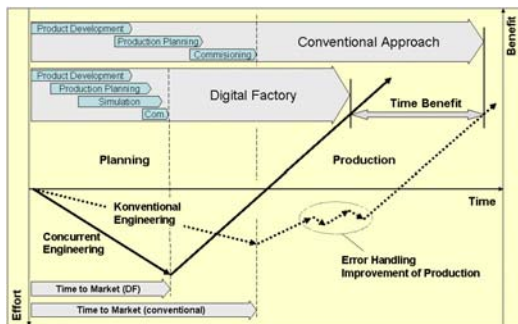 Product Development
Production Planning
Commisioning
Conventional Approach
Benefit
Product Development
Production Planning
Simulation
Com.
Digital Factory
Time Benefit
Planning
Production
Time
Konventional
Engineering
Concurrent
Engineering
Error Handling
Improvement of Production
Time to Market (DF)
Time to Market (conventional)
Effort